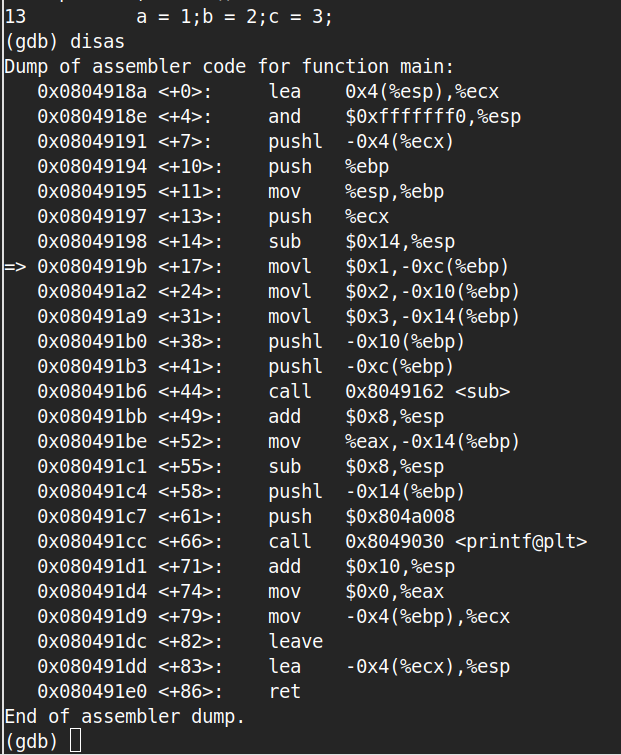 13         a = 1;b = 2;c = 3;
(gdb) disas
Dump of assembler code for function main:
   0x0804918a <+0>:     lea    0x4(%esp),%ecx
   0x0804918e <+4>:     and    $0xfffffff0,%esp
   0x08049191 <+7>:     pushl  -0x4(%ecx)
   0x08049194 <+10>:    push   %ebp
   0x08049195 <+11>:    mov    %esp,%ebp
   0x08049197 <+13>:    push   %ecx
   0x08049198 <+14>:    sub    $0x14,%esp
=> 0x0804919b <+17>:    movl   $0x1,-0xc(%ebp)
   0x080491a2 <+24>:    movl   $0x2,-0x10(%ebp)
   0x080491a9 <+31>:    movl   $0x3,-0x14(%ebp)
   0x080491b0 <+38>:    pushl  -0x10(%ebp)
   0x080491b3 <+41>:    pushl  -0xc(%ebp)
   0x080491b6 <+44>:    call   0x8049162 <sub>
   0x080491bb <+49>:    add    $0x8,%esp
   0x080491be <+52>:    mov    %eax,-0x14(%ebp)
   0x080491c1 <+55>:    sub    $0x8,%esp
   0x080491c4 <+58>:    pushl  -0x14(%ebp)
   0x080491c7 <+61>:    push   $0x804a008
   0x080491cc <+66>:    call   0x8049030 <printf@plt>
   0x080491d1 <+71>:    add    $0x10,%esp
   0x080491d4 <+74>:    mov    $0x0,%eax
   0x080491d9 <+79>:    mov    -0x4(%ebp),%ecx
   0x080491dc <+82>:    leave
   0x080491dd <+83>:    lea    -0x4(%ecx),%esp
   0x080491e0 <+86>:    ret
End of assembler dump.
(gdb)